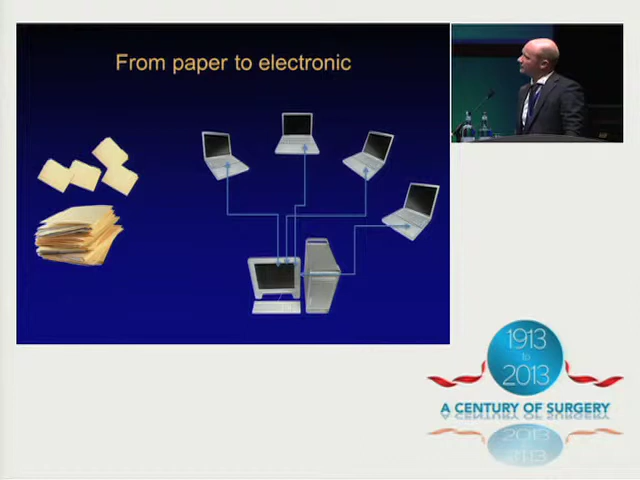 From paper to electronic
1913
to
2013
A CENTURY OF SURGERY